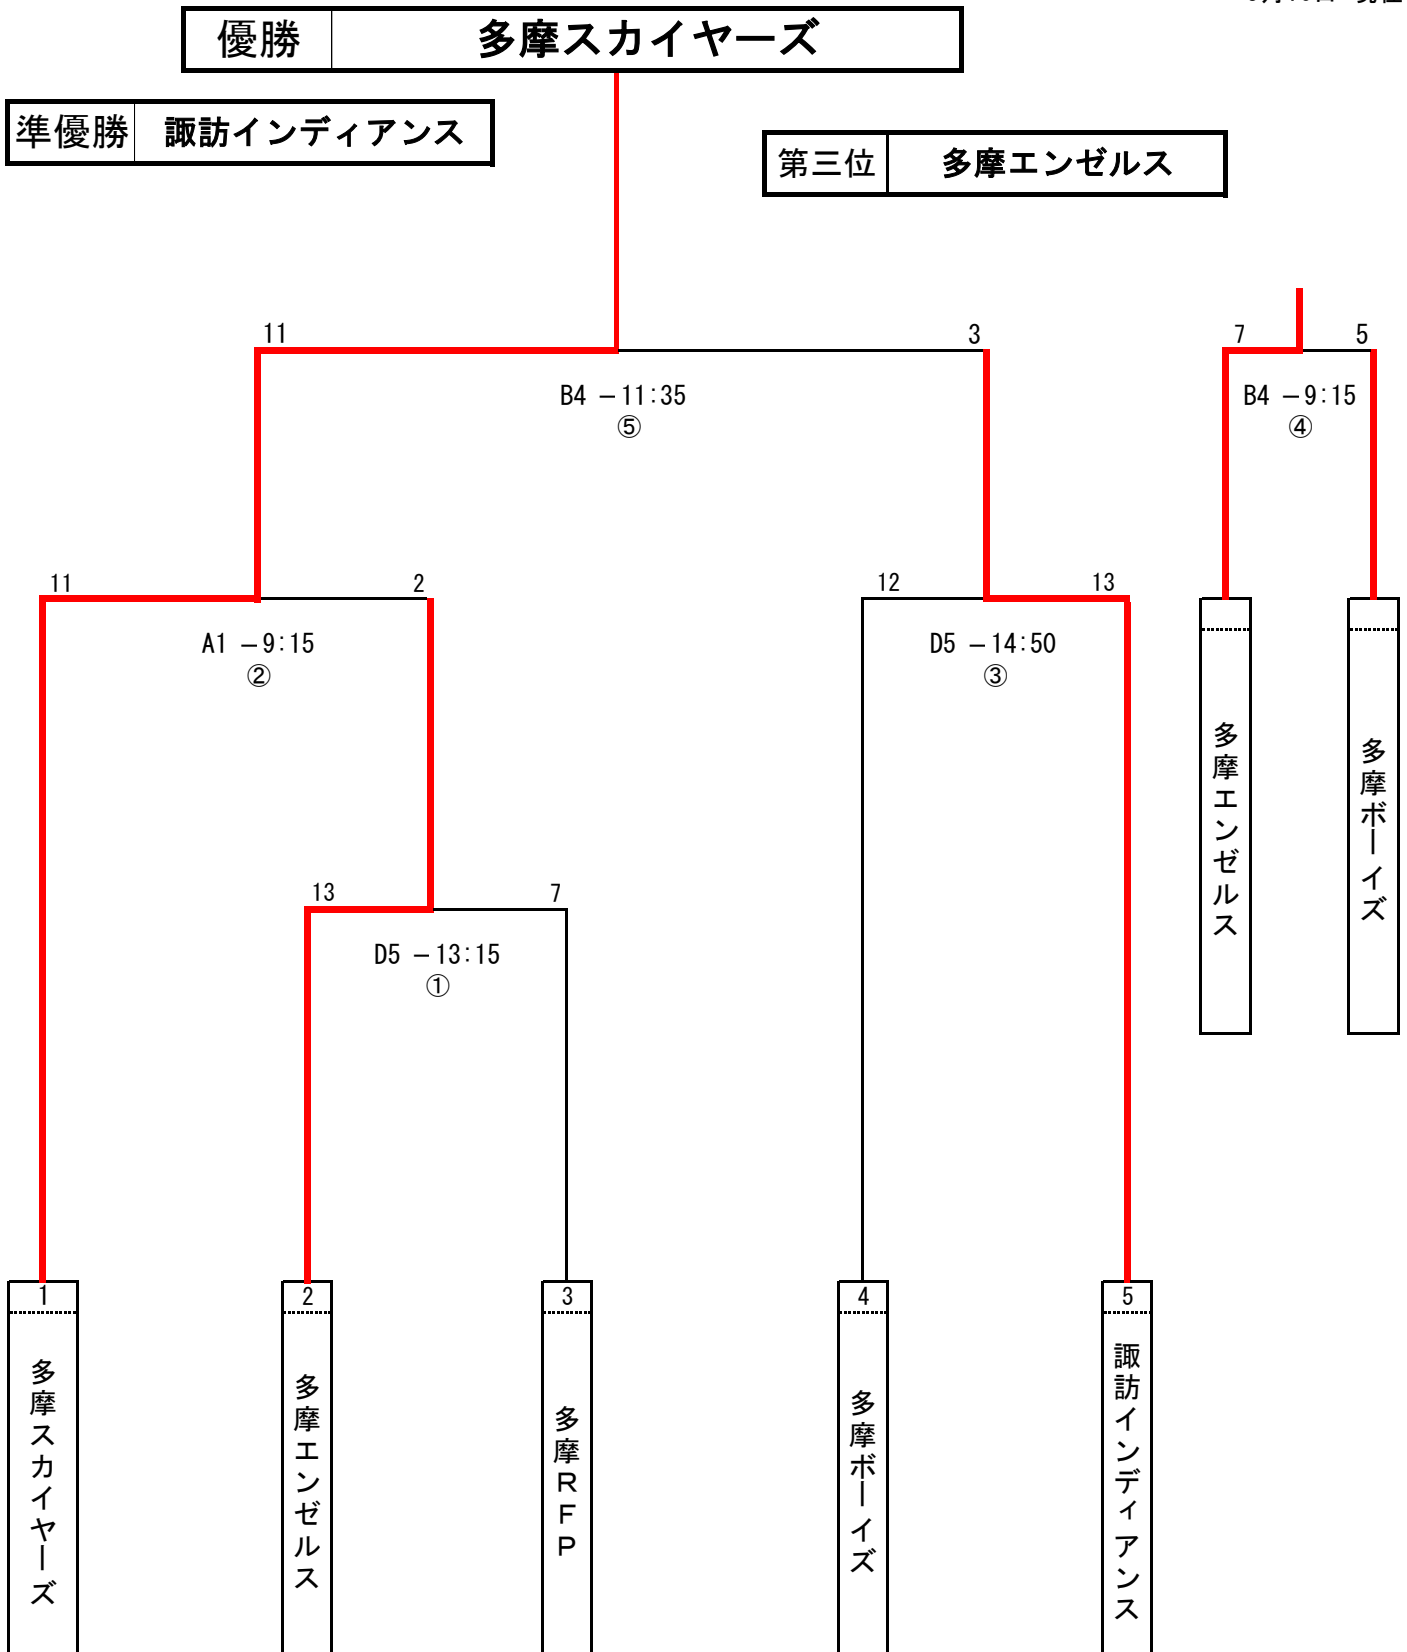 優勝 多摩スカイヤーズ
準優勝 諏訪インディアンス
第三位 多摩エンゼルス
11 3
7 5
B4 －11:35
⑤
B4 －9:15
④
11 2
12 13
A1 －9:15
②
D5 －14:50
③
多摩エンゼルス
多摩ボーイズ
13 7
D5 －13:15
①
1
多摩スカイヤーズ
2
多摩エンゼルス
3
多摩ＲＦＰ
4
多摩ボーイズ
5
諏訪インディアンス